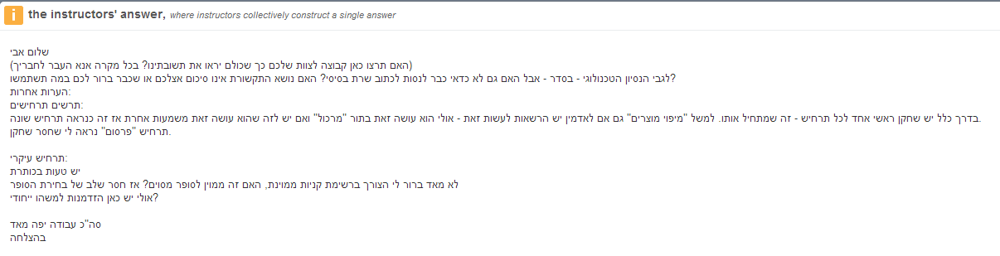 the instructors' answer, where instructors collectively construct a single answer
שלום אבי
(האם תרצו כאן קבוצה לצוות שלכם כך שכולם יראו את תשובתינו? בכל מקרה אנא העבר לחבריך)
לגבי הנסיון הטכנולוגי - בסדר - אבל האם גם לא כדאי כבר לנסות לכתוב שרת בסיסי? האם נושא התקשורת אינו סיכום אצלכם או שכבר ברור לכם במה תשתמשו?
הערות אחרות:
תרשים תרחישים:
בדרך כלל יש שחקן ראשי אחד לכל תרחיש - זה שמתחיל אותו. למשל "מיפוי מוצרים" גם אם לאדמין יש הרשאות לעשות זאת - אולי הוא עושה זאת בתור "מרכול" ואם יש לזה שהוא עושה זאת משמעות אחרת אז זה כנראה תרחיש שונה.
תרחיש "פרסום" נראה לי שחסר שחקן.
תרחיש עיקרי:
יש טעות בכותרת
לא מאד ברור לי הצורך ברשימת קניות ממוינת, האם זה ממוין לסופר מסוים? אז חסר שלב של בחירת הסופר
אולי יש כאן הזדמנות למשהו ייחודי?
סה"כ עבודה יפה מאד
בהצלחה